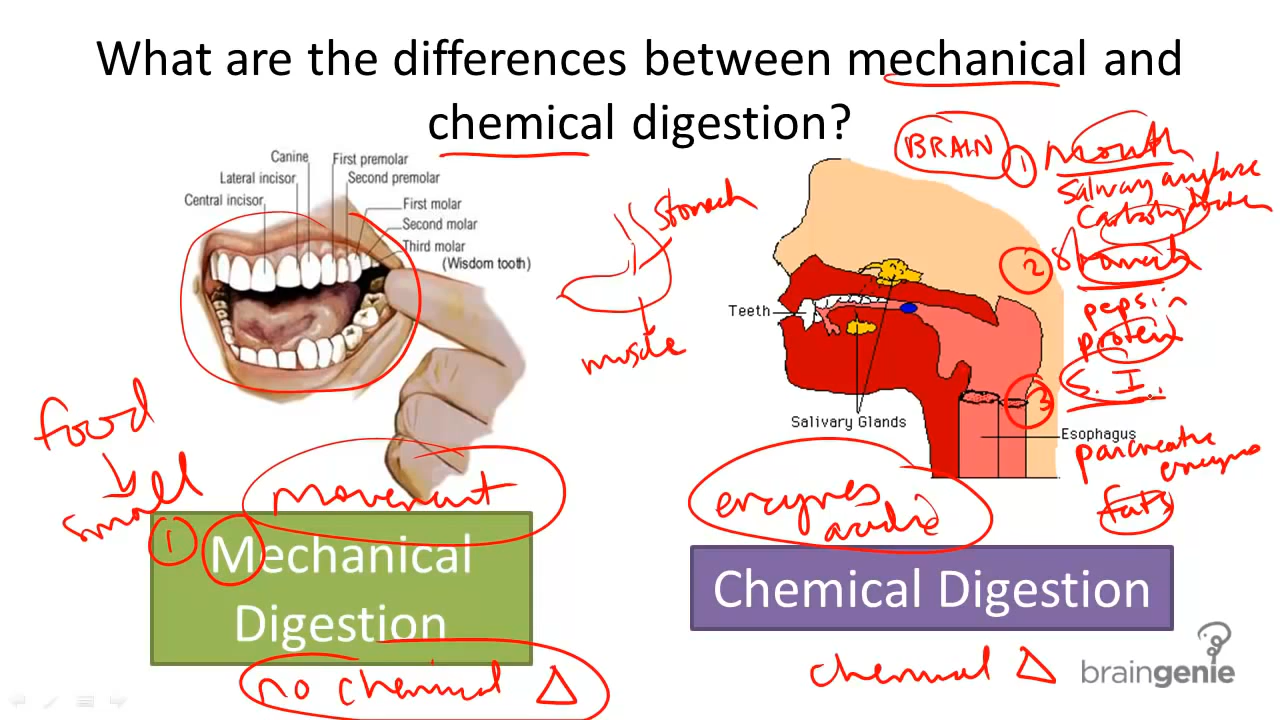 What are the differences between mechanical and
chemical digestion?
Canine
First premolar
Lateral incisor
Second premolar
Central incisor
First molar
Second molar
Third molar
(Wisdom tooth)
stomach
muscle
BRAIN
1 mouth
salivary amylase
carbohydrates
2 stomach
pepsin
protein
3 S. I.
pancreatic
enzyme
fats
Teeth
Salivary Glands
Esophagus
food
small
movement
1 Mechanical
Digestion
no chemical Δ
enzymes
acidic
Chemical Digestion
chemical Δ
braingenie